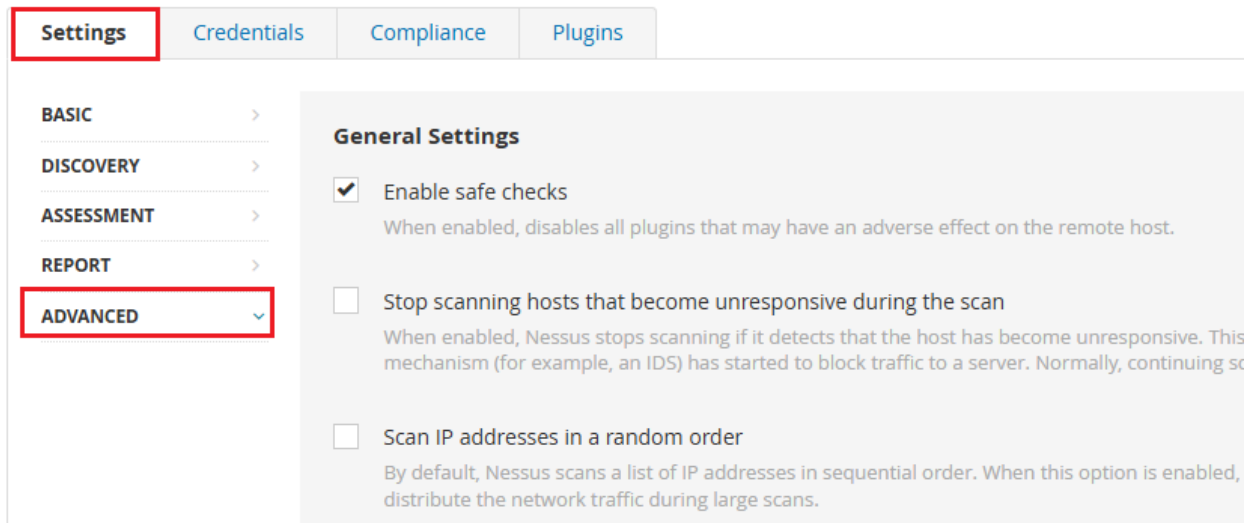 Settings Credentials Compliance Plugins
BASIC
DISCOVERY
ASSESSMENT
REPORT
ADVANCED
General Settings
Enable safe checks
When enabled, disables all plugins that may have an adverse effect on the remote host.
Stop scanning hosts that become unresponsive during the scan
When enabled, Nessus stops scanning if it detects that the host has become unresponsive. This
mechanism (for example, an IDS) has started to block traffic to a server. Normally, continuing
Scan IP addresses in a random order
By default, Nessus scans a list of IP addresses in sequential order. When this option is enabled,
distribute the network traffic during large scans.